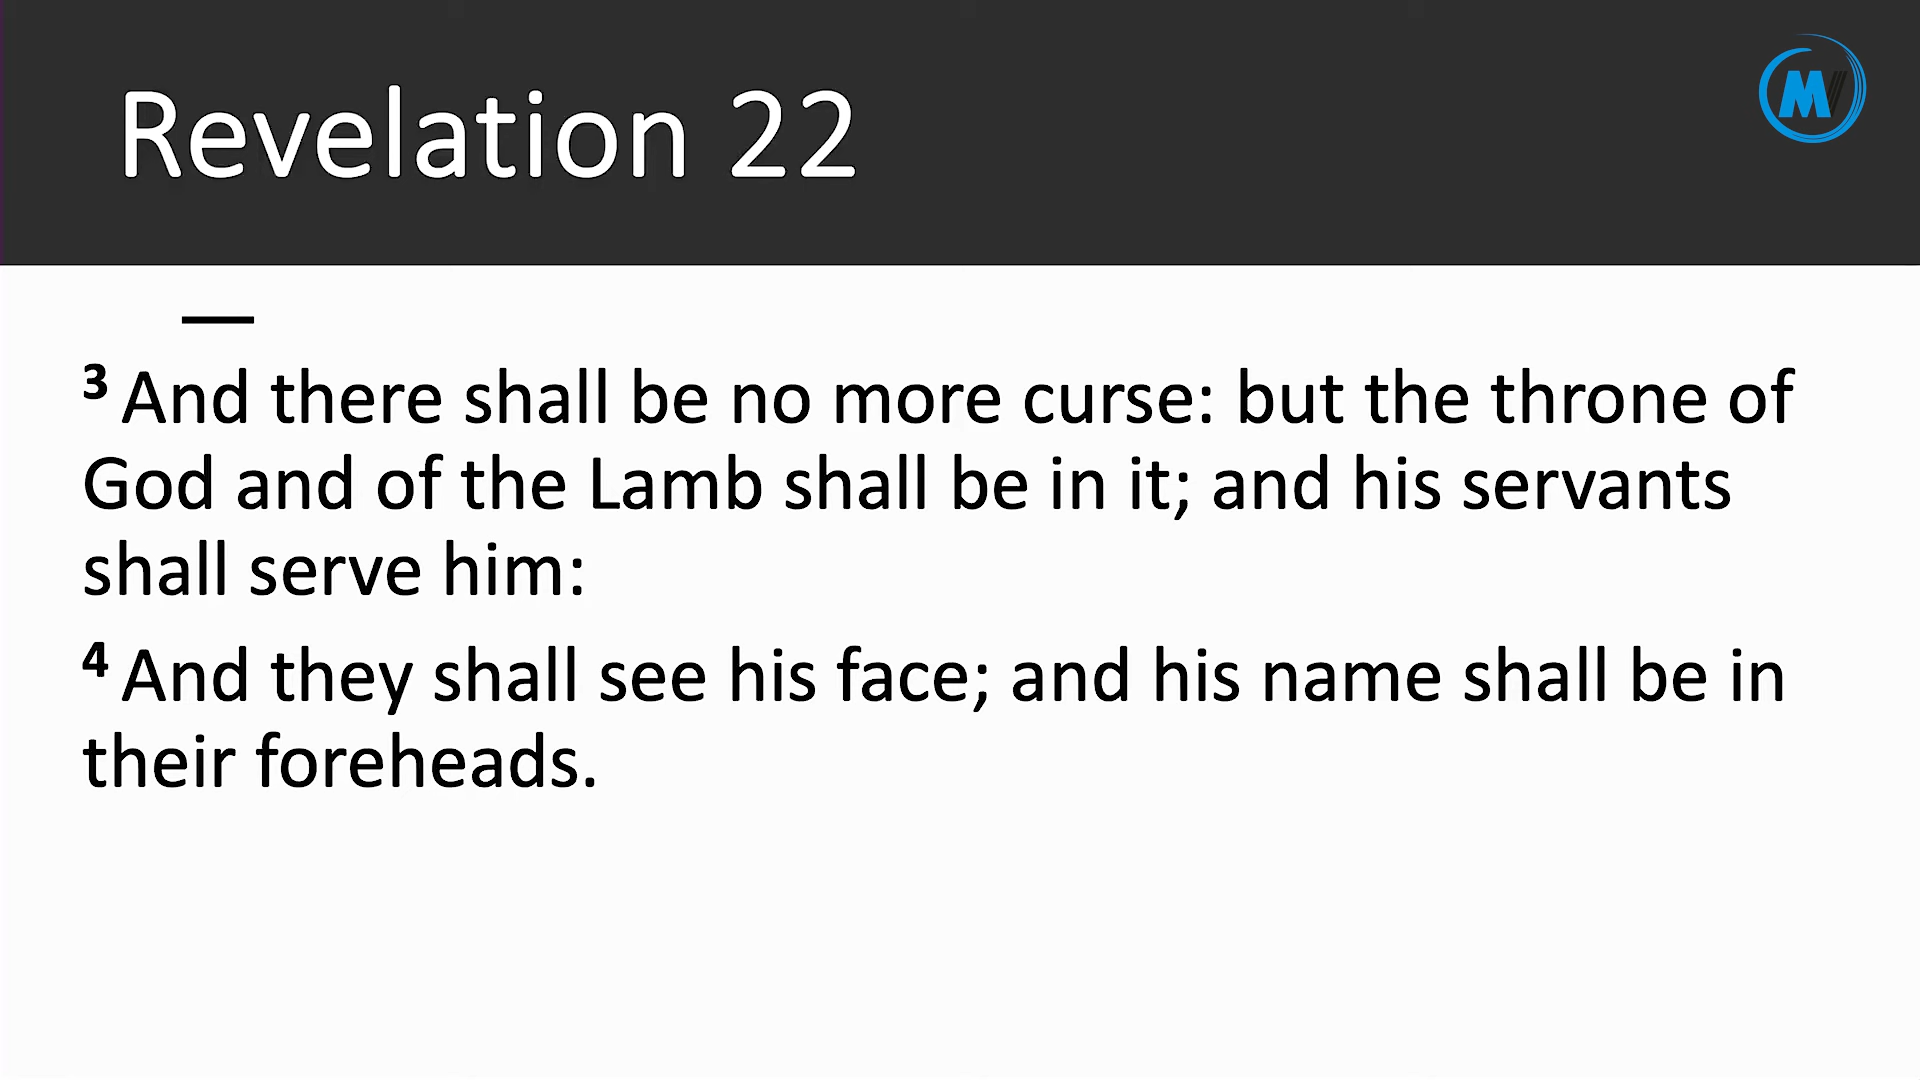 Revelation 22
MV
3 And there shall be no more curse: but the throne of
God and of the Lamb shall be in it; and his servants
shall serve him:
4 And they shall see his face; and his name shall be in
their foreheads.